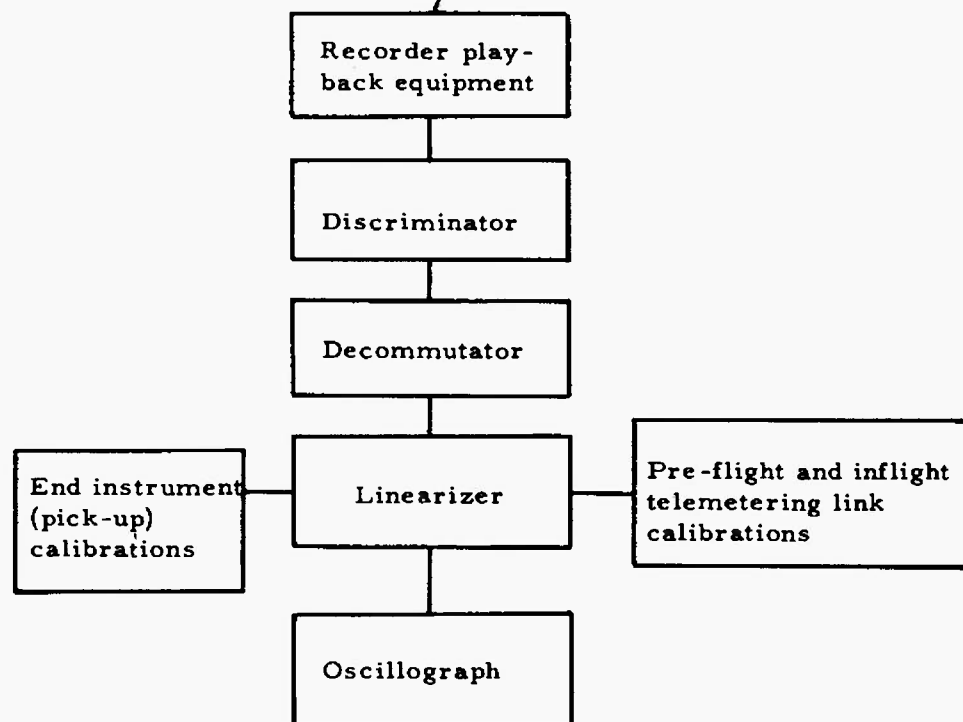 Recorder play-
back equipment
Discriminator
Decommutator
End instrument
(pick-up)
calibrations
Linearizer
Pre-flight and inflight
telemetering link
calibrations
Oscillograph